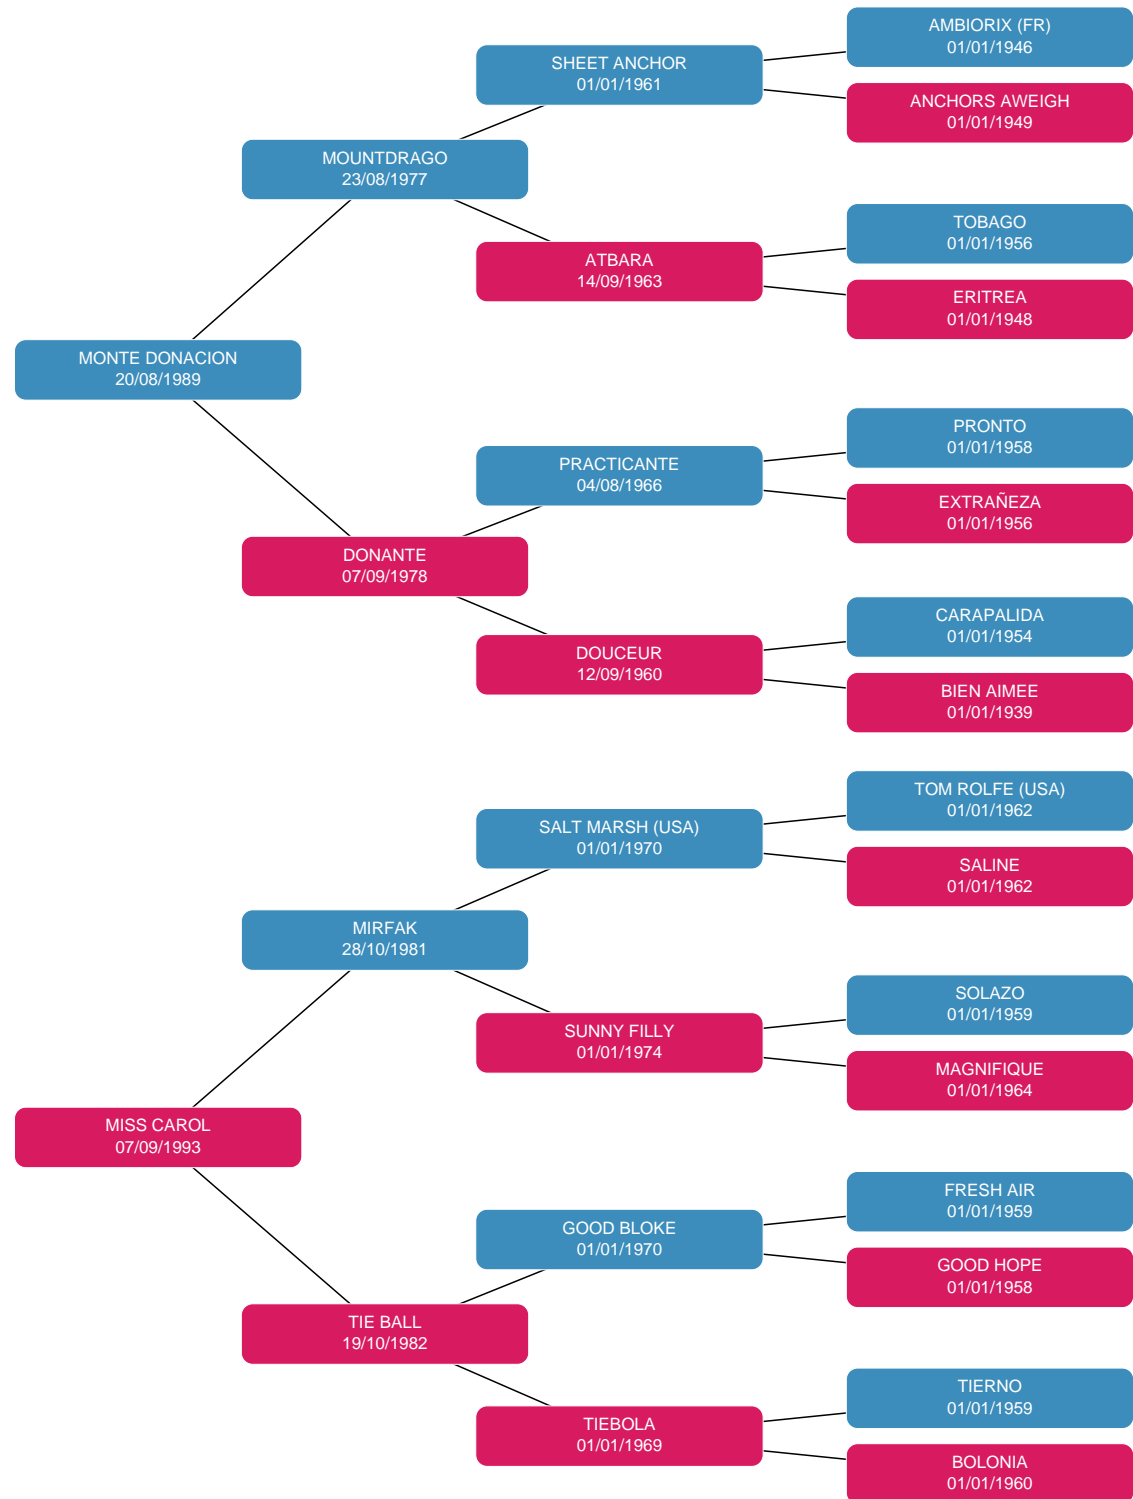 AMBIORIX (FR)
01/01/1946
SHEET ANCHOR
01/01/1961
ANCHORS AWEIGH
01/01/1949
MOUNTDRAGO
23/08/1977
TOBAGO
01/01/1956
ATBARA
14/09/1963
ERITREA
01/01/1948
MONTE DONACION
20/08/1989
PRONTO
01/01/1958
PRACTICANTE
04/08/1966
EXTRAÑEZA
01/01/1956
DONANTE
07/09/1978
CARAPALIDA
01/01/1954
DOUCEUR
12/09/1960
BIEN AIMEE
01/01/1939
TOM ROLFE (USA)
01/01/1962
SALT MARSH (USA)
01/01/1970
SALINE
01/01/1962
MIRFAK
28/10/1981
SOLAZO
01/01/1959
SUNNY FILLY
01/01/1974
MAGNIFIQUE
01/01/1964
MISS CAROL
07/09/1993
FRESH AIR
01/01/1959
GOOD BLOKE
01/01/1970
GOOD HOPE
01/01/1958
TIE BALL
19/10/1982
TIERNO
01/01/1959
TIEBOLA
01/01/1969
BOLONIA
01/01/1960